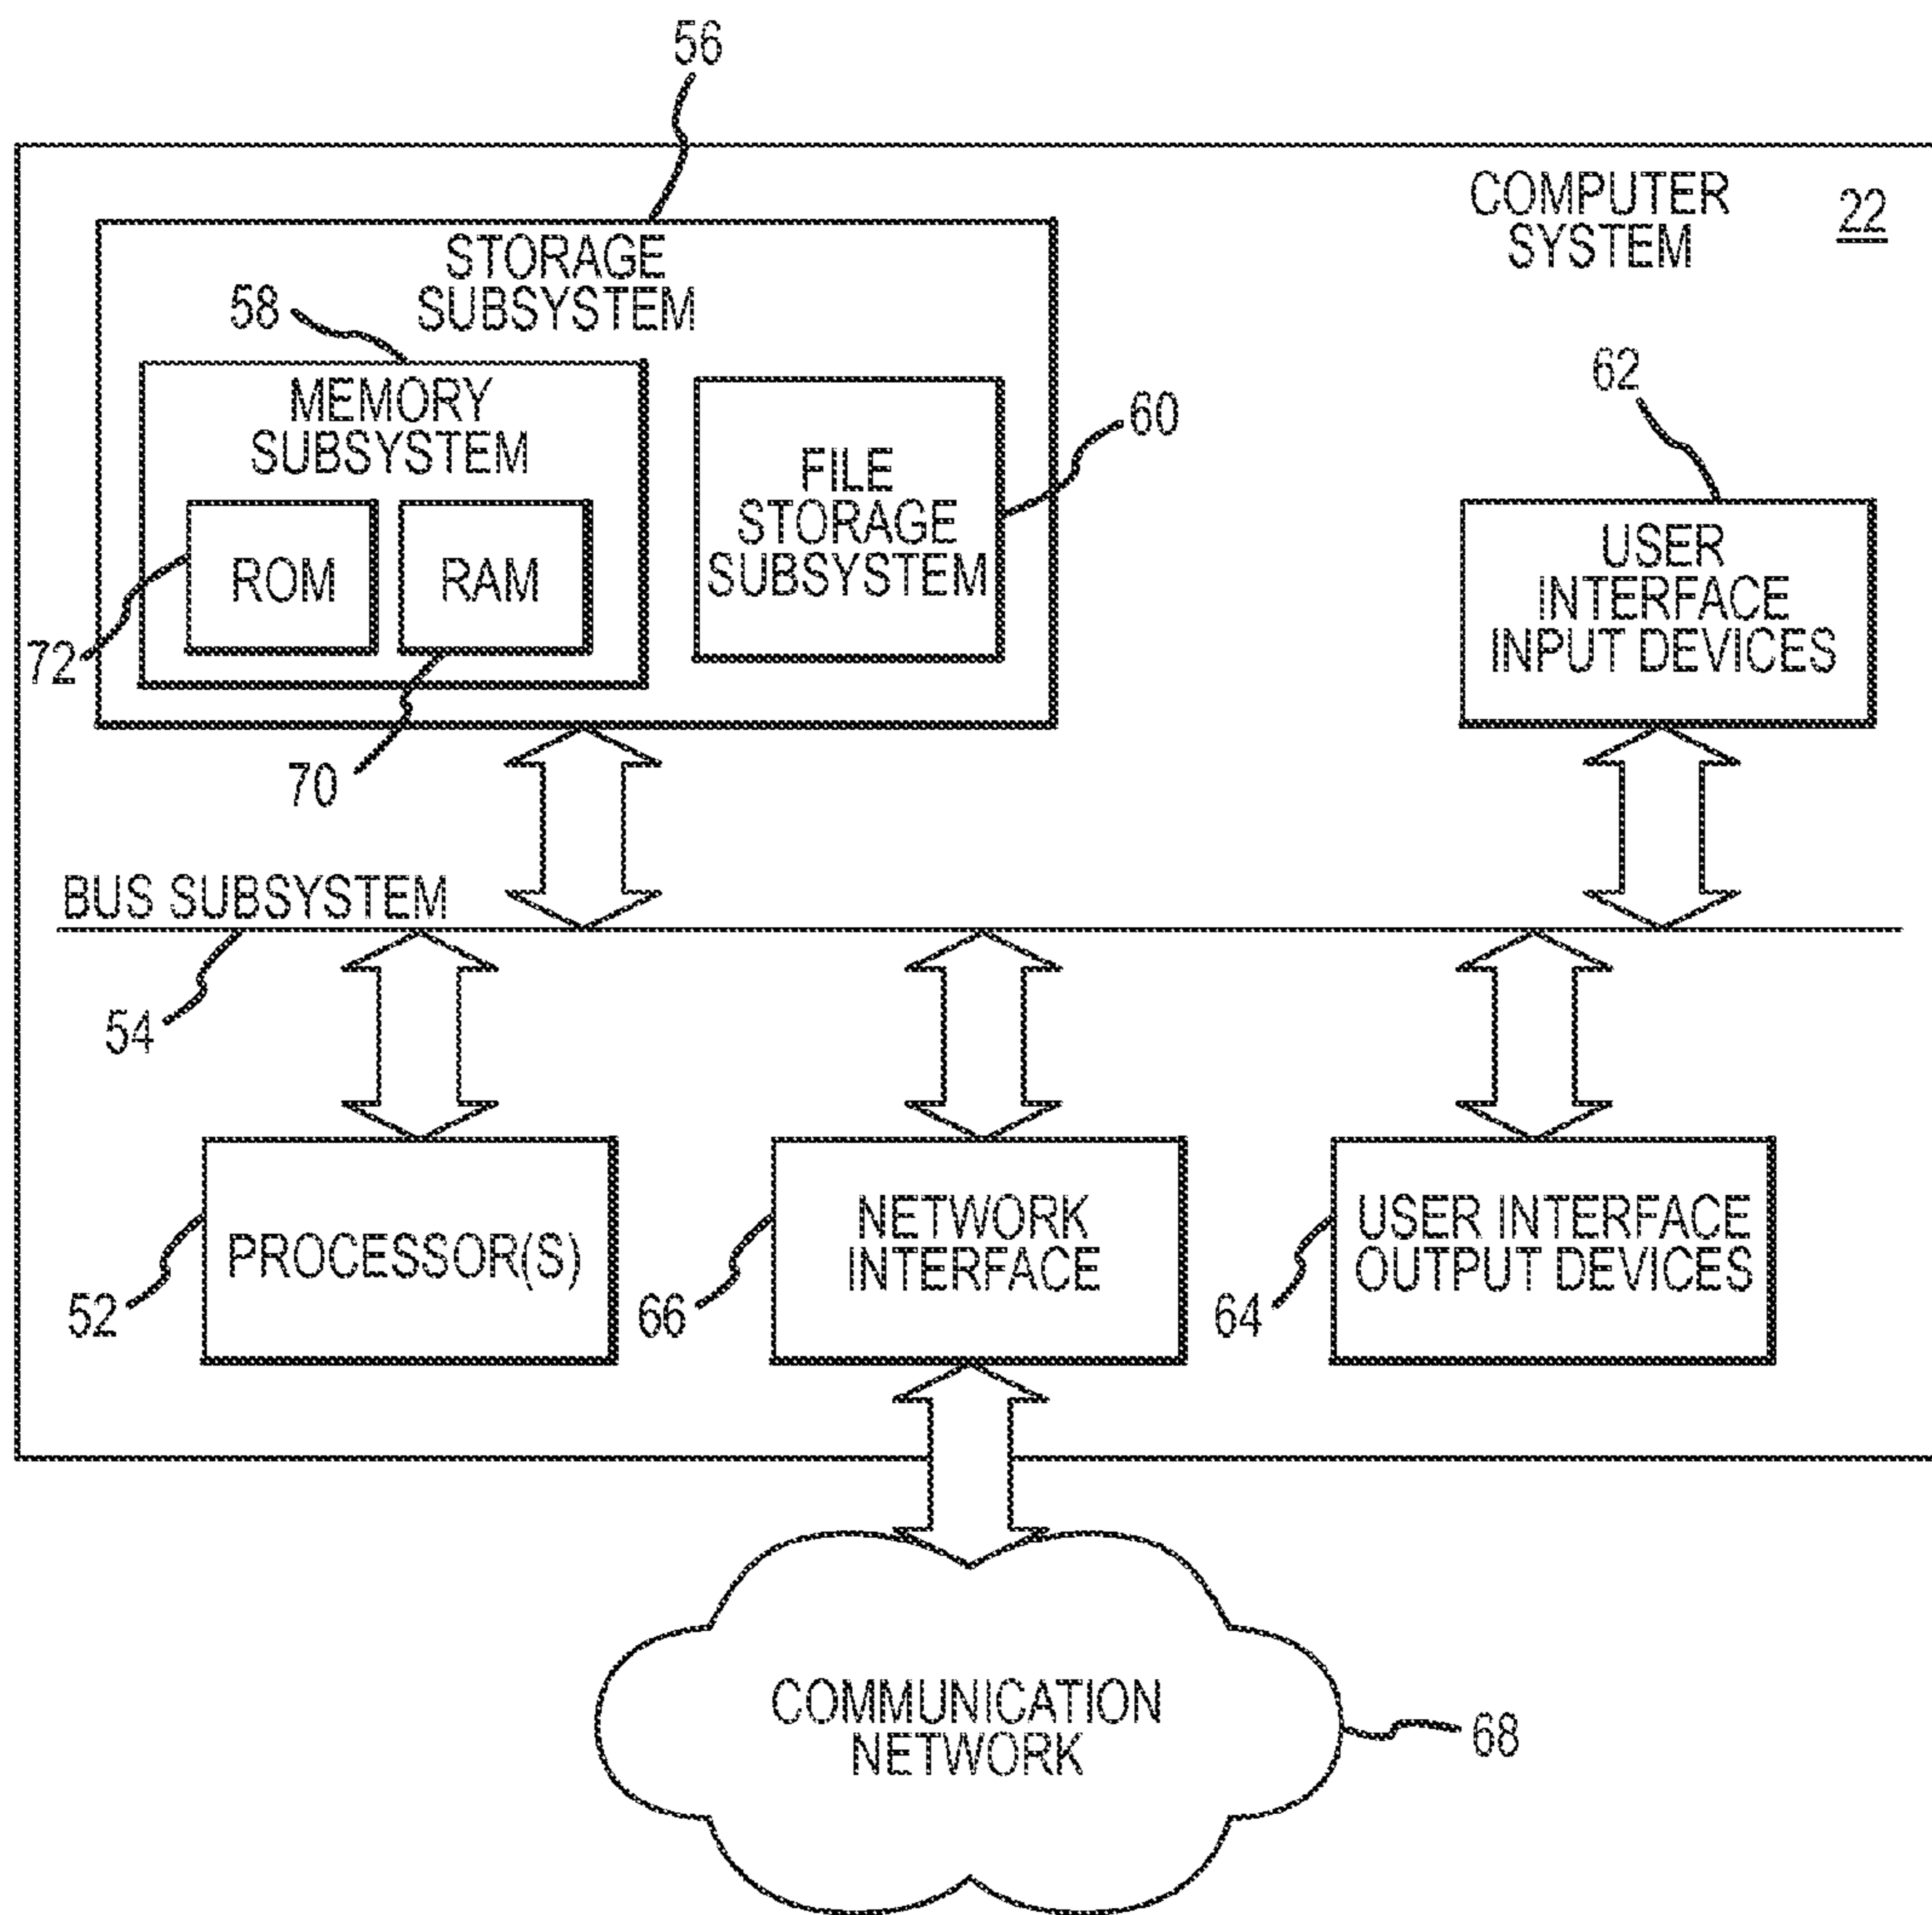 56
COMPUTER
SYSTEM
22
STORAGE
SUBSYSTEM
58
MEMORY
SUBSYSTEM
62
60
FILE
STORAGE
SUBSYSTEM
ROM
RAM
USER
INTERFACE
INPUT DEVICES
72
70
BUS SUBSYSTEM
54
PROCESSOR(S)
NETWORK
INTERFACE
USER INTERFACE
OUTPUT DEVICES
52
66
64
COMMUNICATION
NETWORK
68